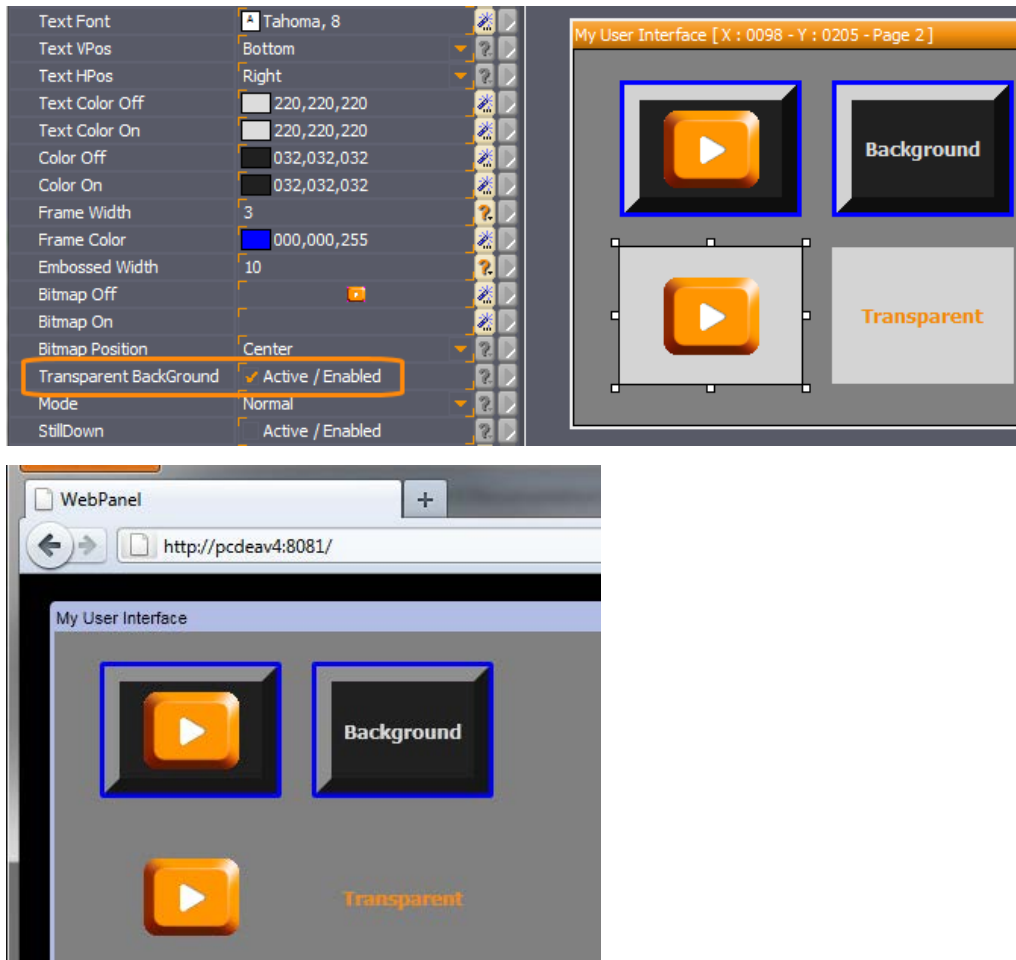 Text Font A Tahoma, 8
Text VPos Bottom ?
Text HPos Right ?
Text Color Off 220,220,220
Text Color On 220,220,220
Color Off 032,032,032
Color On 032,032,032
Frame Width 3 ?
Frame Color 000,000,255
Embossed Width 10 ?
Bitmap Off
Bitmap On
Bitmap Position Center ?
Transparent BackGround Active / Enabled ?
Mode Normal ?
StillDown Active / Enabled ?
My User Interface [ X : 0098 - Y : 0205 - Page 2 ]
Background
Transparent
WebPanel +
http://pcdeav4:8081/
My User Interface
Background
Transparent